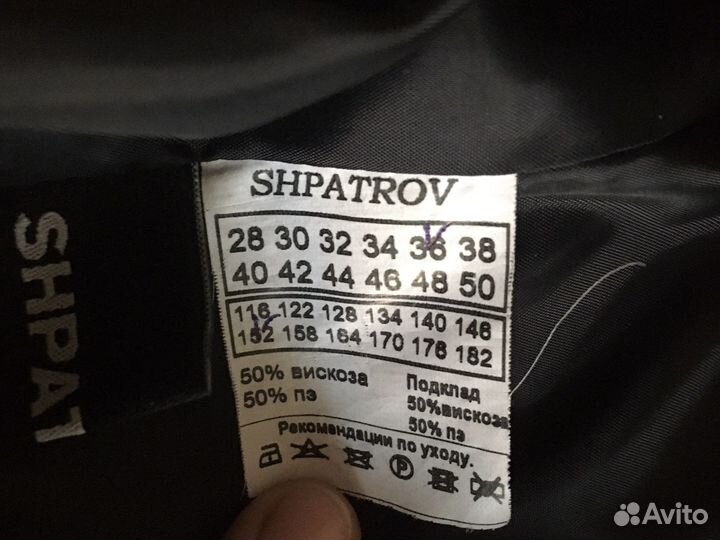 SHPATROV
28 30 32 34 36 38
40 42 44 46 48 50
116 122 128 134 140 146
152 158 164 170 176 182
50% вискоза
50% пэ
Подклад
50%вискоза
50% пэ
Рекомендации по уходу.
P
SHPAT
Avito